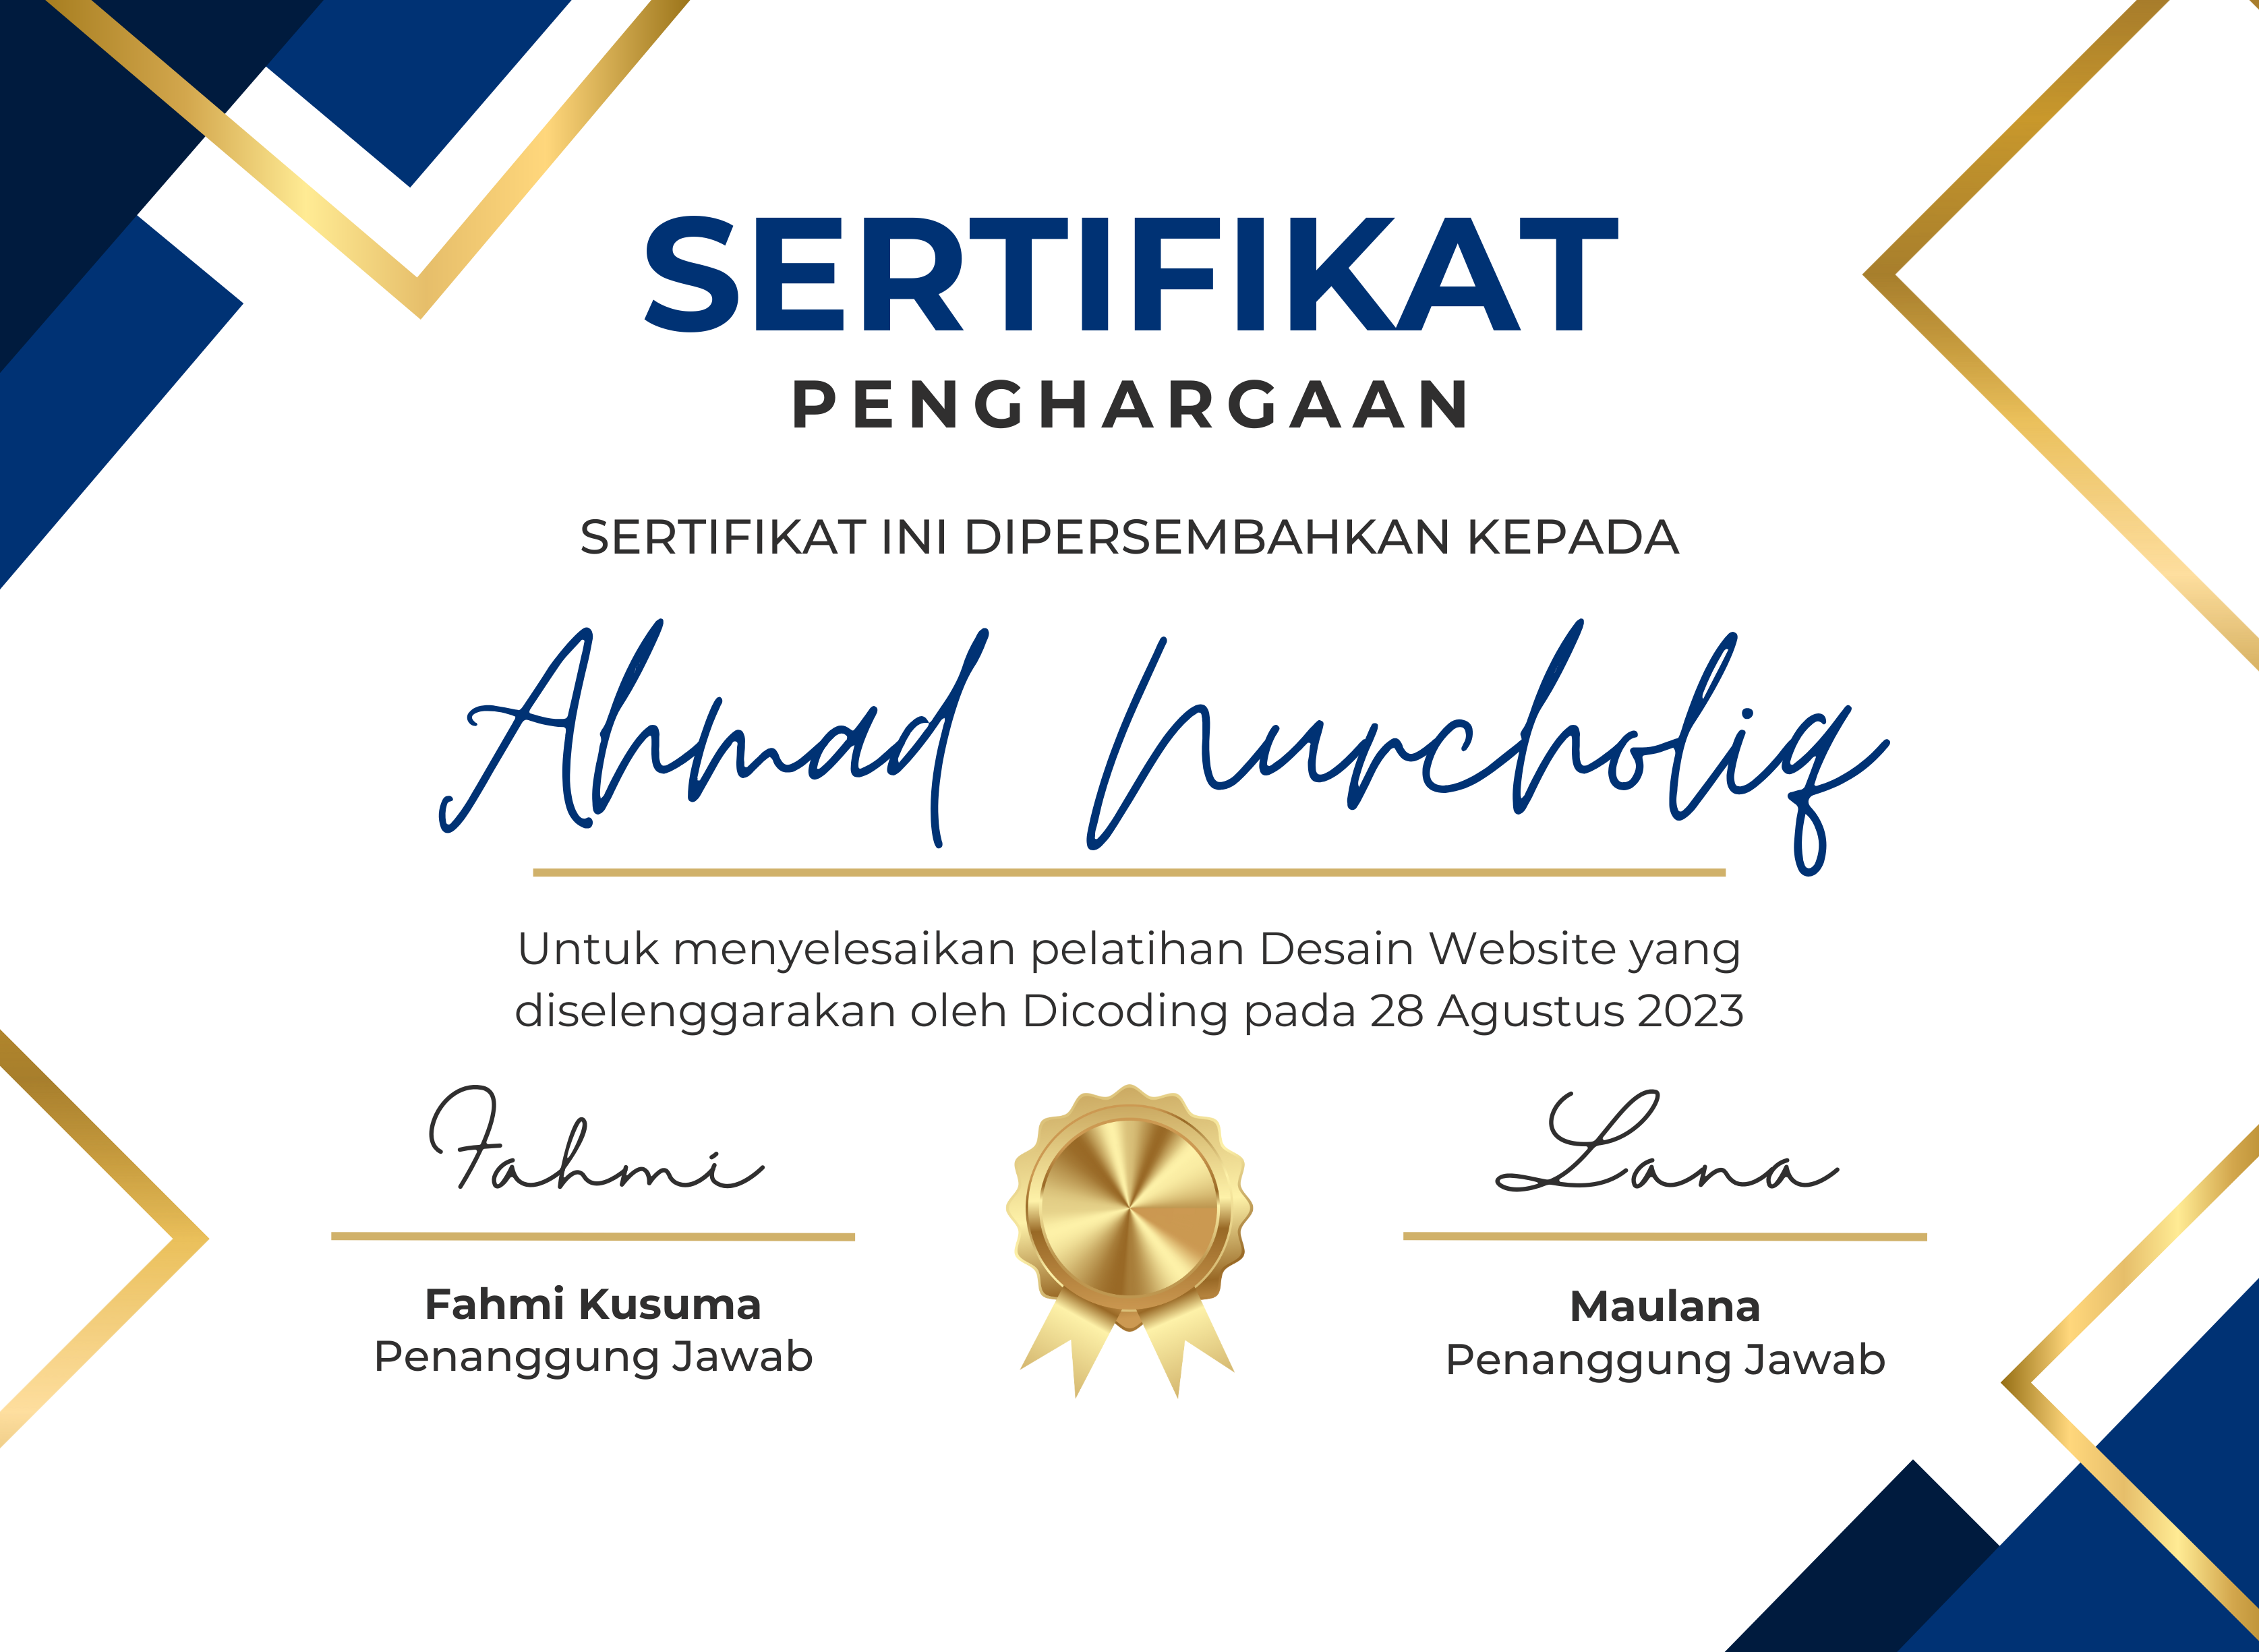 SERTIFIKAT
PENGHARGAAN
SERTIFIKAT INI DIPERSEMBAHKAN KEPADA
Ahmad Nurcholiq
Untuk menyelesaikan pelatihan Desain Website yang
diselenggarakan oleh Dicoding pada 28 Agustus 2023
Fahmi
Fahmi Kusuma
Penanggung Jawab
Lana
Maulana
Penanggung Jawab